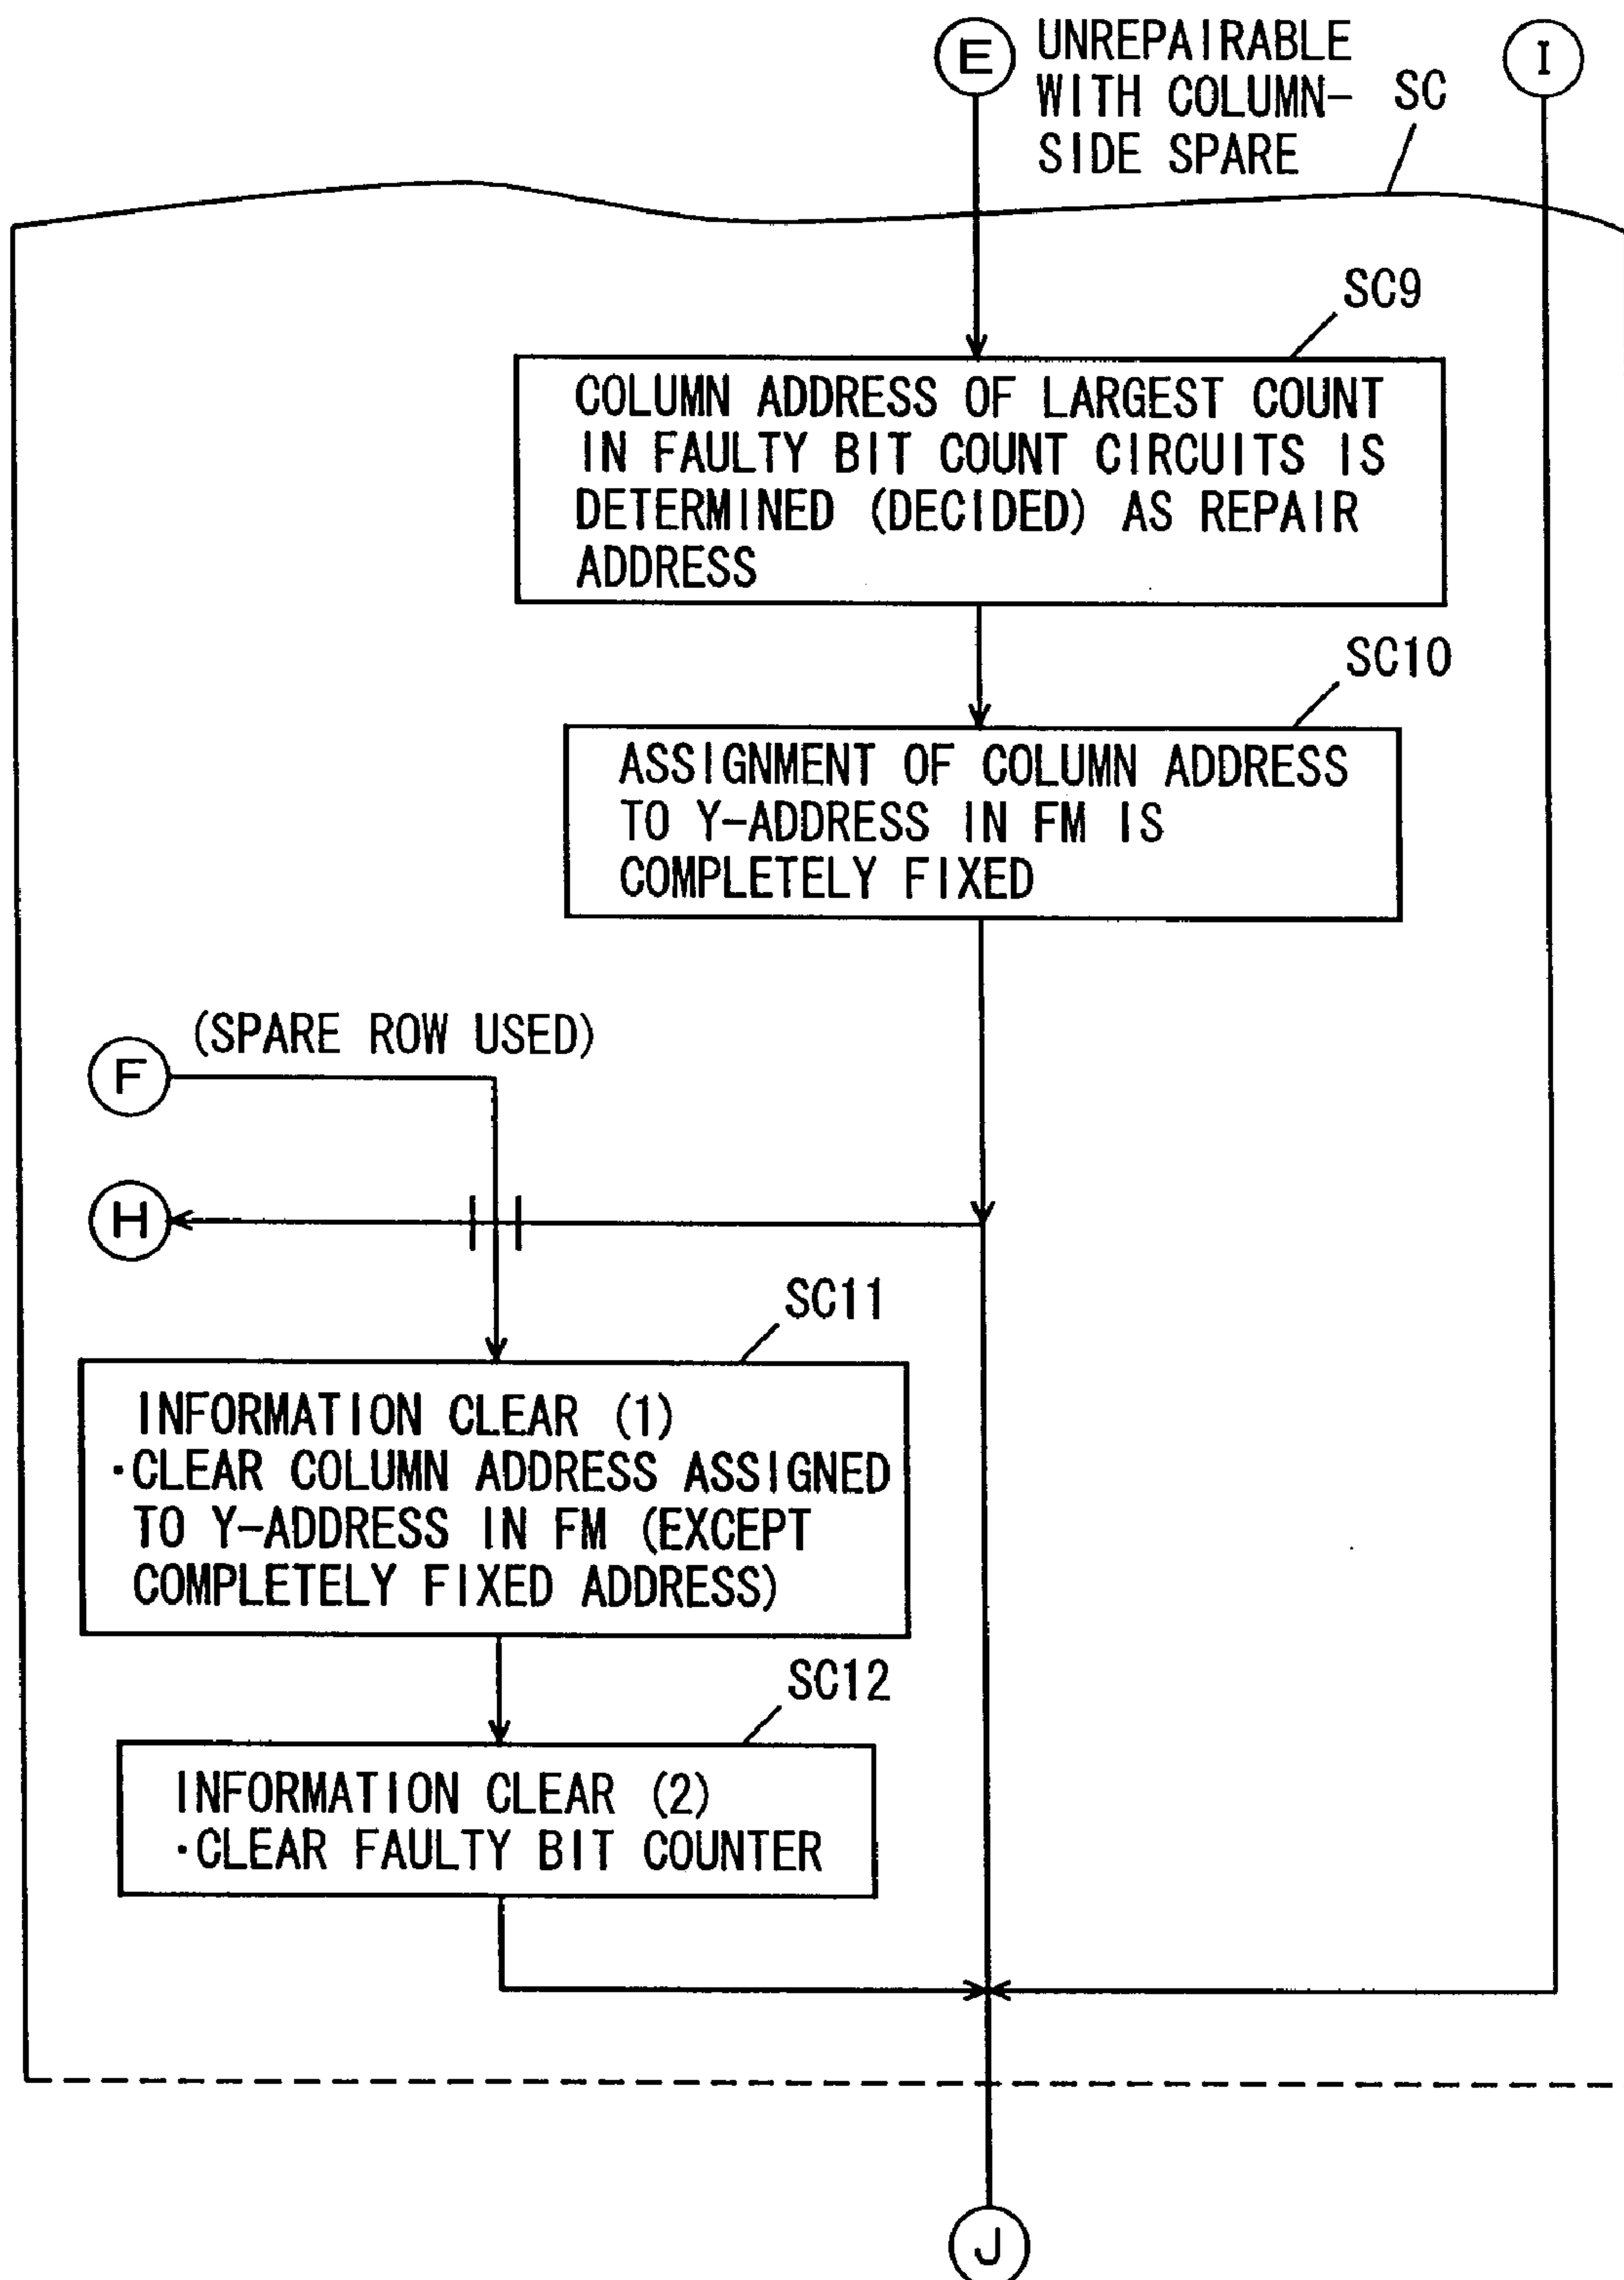 E
UNREPAIRABLE
WITH COLUMN-
SIDE SPARE
SC
I
SC9
COLUMN ADDRESS OF LARGEST COUNT
IN FAULTY BIT COUNT CIRCUITS IS
DETERMINED (DECIDED) AS REPAIR
ADDRESS
SC10
ASSIGNMENT OF COLUMN ADDRESS
TO Y-ADDRESS IN FM IS
COMPLETELY FIXED
F
(SPARE ROW USED)
H
SC11
INFORMATION CLEAR (1)
·CLEAR COLUMN ADDRESS ASSIGNED
TO Y-ADDRESS IN FM (EXCEPT
COMPLETELY FIXED ADDRESS)
SC12
INFORMATION CLEAR (2)
·CLEAR FAULTY BIT COUNTER
J